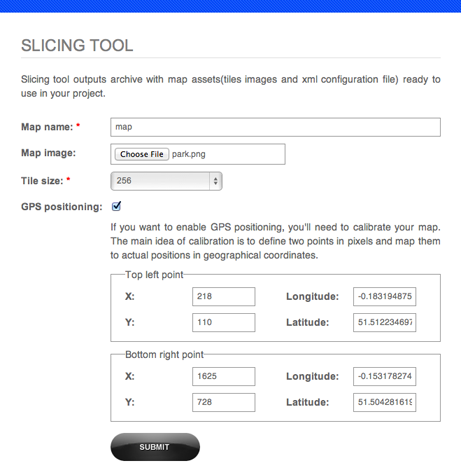 SLICING TOOL
Slicing tool outputs archive with map assets(tiles images and xml configuration file) ready to
use in your project.
Map name: * map
Map image: Choose File park.png
Tile size: * 256
GPS positioning:
If you want to enable GPS positioning, you'll need to calibrate your map.
The main idea of calibration is to define two points in pixels and map them
to actual positions in geographical coordinates.
Top left point
X: 218 Longitude: -0.183194875
Y: 110 Latitude: 51.512234697
Bottom right point
X: 1625 Longitude: -0.153178274
Y: 728 Latitude: 51.504281619
SUBMIT